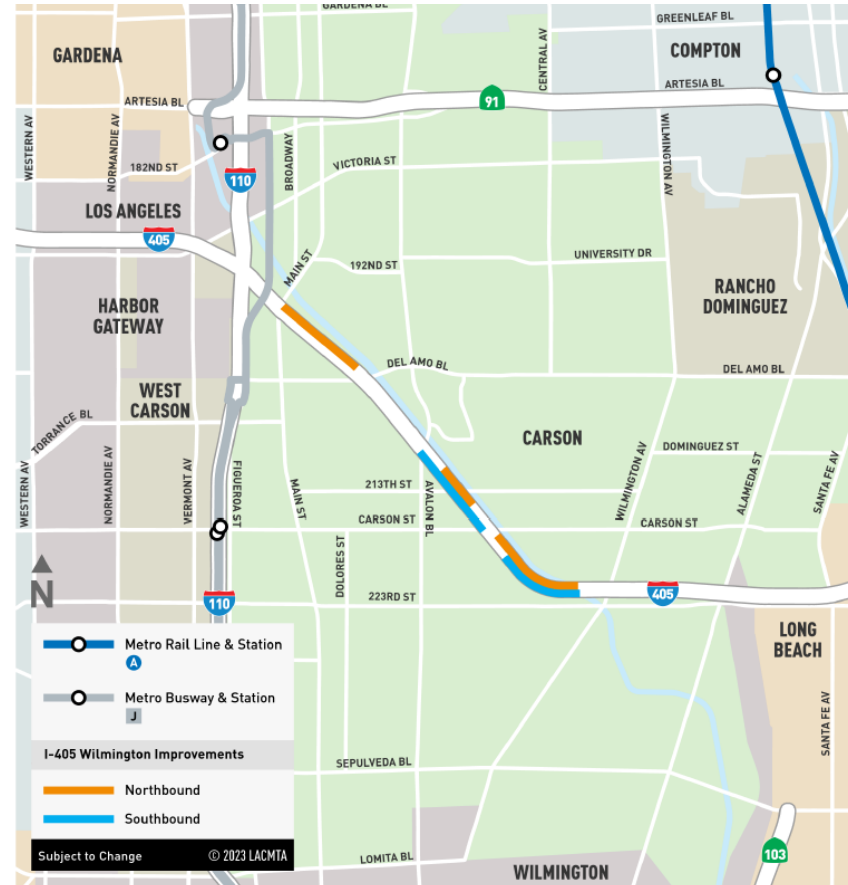 GARDENA BL
GREENLEAF BL
GARDENA
COMPTON
CENTRAL AV
ARTESIA BL
ARTESIA BL
91
WESTERN AV
NORMANDIE AV
BROADWAY
WILMINGTON AV
182ND ST
VICTORIA ST
110
LOS ANGELES
405
MAIN ST
192ND ST
UNIVERSITY DR
RANCHO
DOMINGUEZ
HARBOR
GATEWAY
DEL AMO BL
DEL AMO BL
WEST
CARSON
TORRANCE BL
CARSON
DOMINGUEZ ST
WESTERN AV
NORMANDIE AV
VERMONT AV
FIGUEROA ST
MAIN ST
213TH ST
AVALON BL
WILMINGTON AV
ALAMEDA ST
SANTA FE AV
CARSON ST
CARSON ST
DOLORES ST
N
110
223RD ST
405
LONG
BEACH
SANTA FE AV
Metro Rail Line & Station
A
Metro Busway & Station
J
I-405 Wilmington Improvements
Northbound
Southbound
SEPULVEDA BL
Subject to Change
© 2023 LACMTA
LOMITA BL
103
WILMINGTON